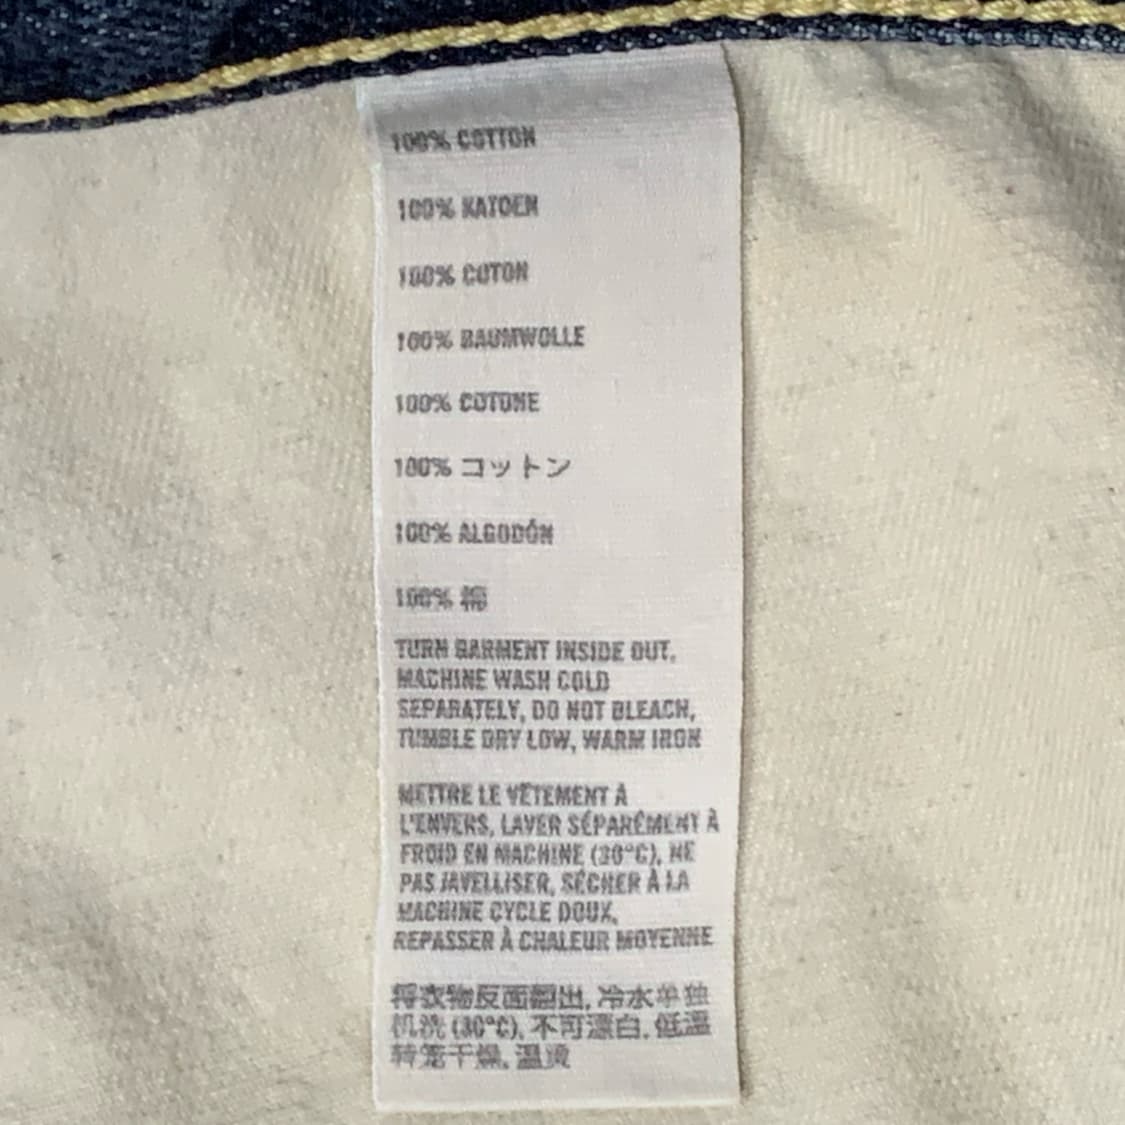 100% COTTON
100% KATOEN
100% COTON
100% BAUMWOLLE
100% COTONE
100% コットン
100% ALGODÓN
100% 棉
TURN GARMENT INSIDE OUT,
MACHINE WASH COLD
SEPARATELY, DO NOT BLEACH,
TUMBLE DRY LOW, WARM IRON
METTRE LE VÊTEMENT À
L'ENVERS, LAVER SÉPARÉMENT À
FROID EN MACHINE (30°C), NE
PAS JAVELLISER, SÉCHER À LA
MACHINE CYCLE DOUX,
REPASSER À CHALEUR MOYENNE
将衣物反面翻出, 冷水单独
机洗 (30°C), 不可漂白, 低温
转笼干燥, 温烫